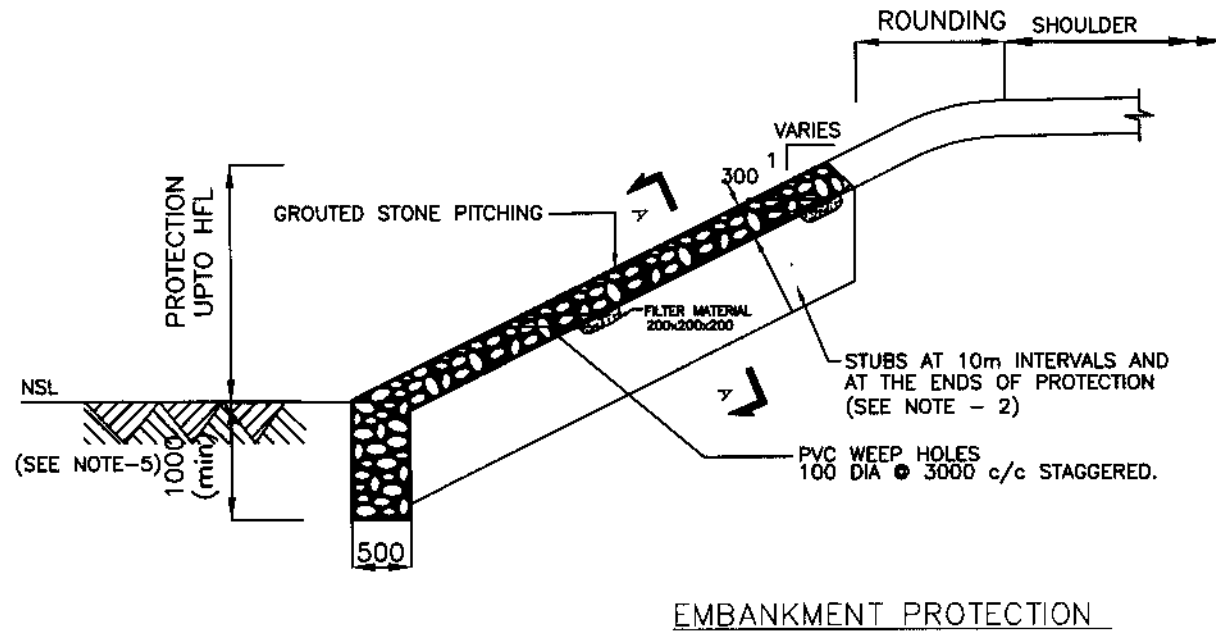 ROUNDING
SHOULDER
VARIES
1
300
A
GROUTED STONE PITCHING
PROTECTION
UPTO HFL
FILTER MATERIAL
200x200x200
STUBS AT 10m INTERVALS AND
AT THE ENDS OF PROTECTION
(SEE NOTE - 2)
NSL
A
(SEE NOTE-5)
1000
(min)
PVC WEEP HOLES
100 DIA @ 3000 c/c STAGGERED.
500
EMBANKMENT PROTECTION